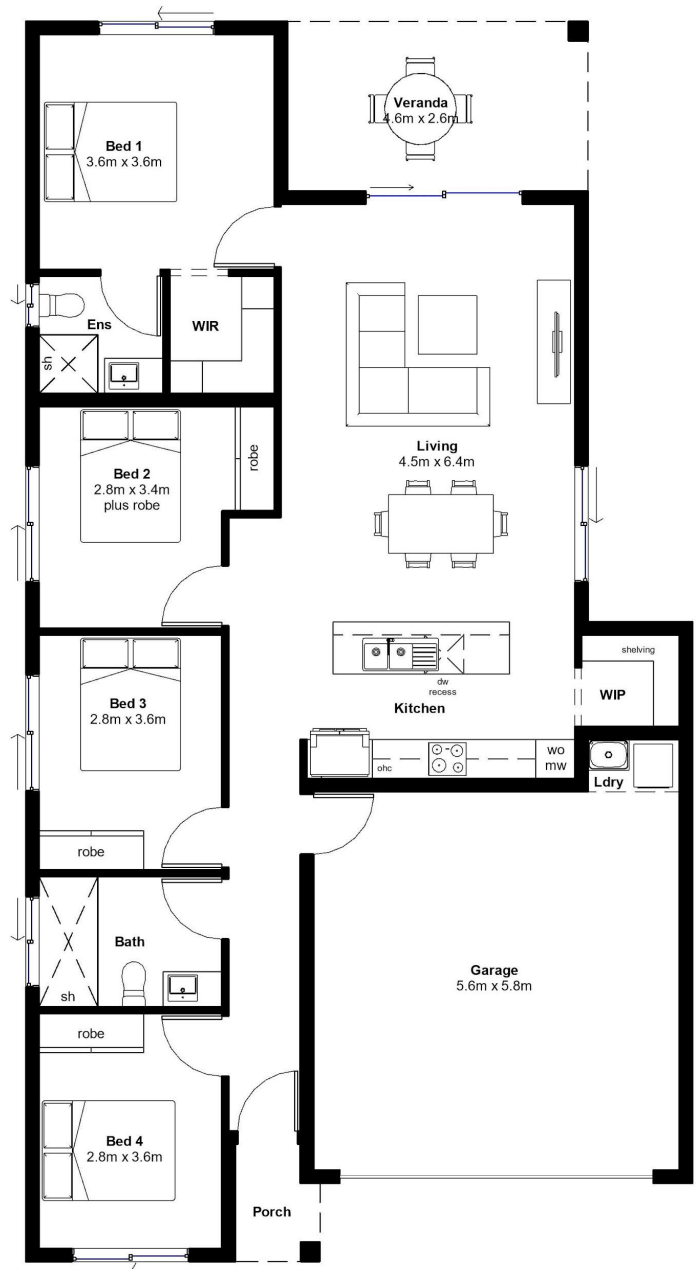 Veranda
4.6m x 2.6m
Bed 1
3.6m x 3.6m
Ens
WIR
sh
Living
4.5m x 6.4m
robe
Bed 2
2.8m x 3.4m
plus robe
shelving
dw
recess
WIP
Bed 3
2.8m x 3.6m
Kitchen
wo
mw
ohc
Ldry
robe
Bath
sh
Garage
5.6m x 5.8m
robe
Bed 4
2.8m x 3.6m
Porch